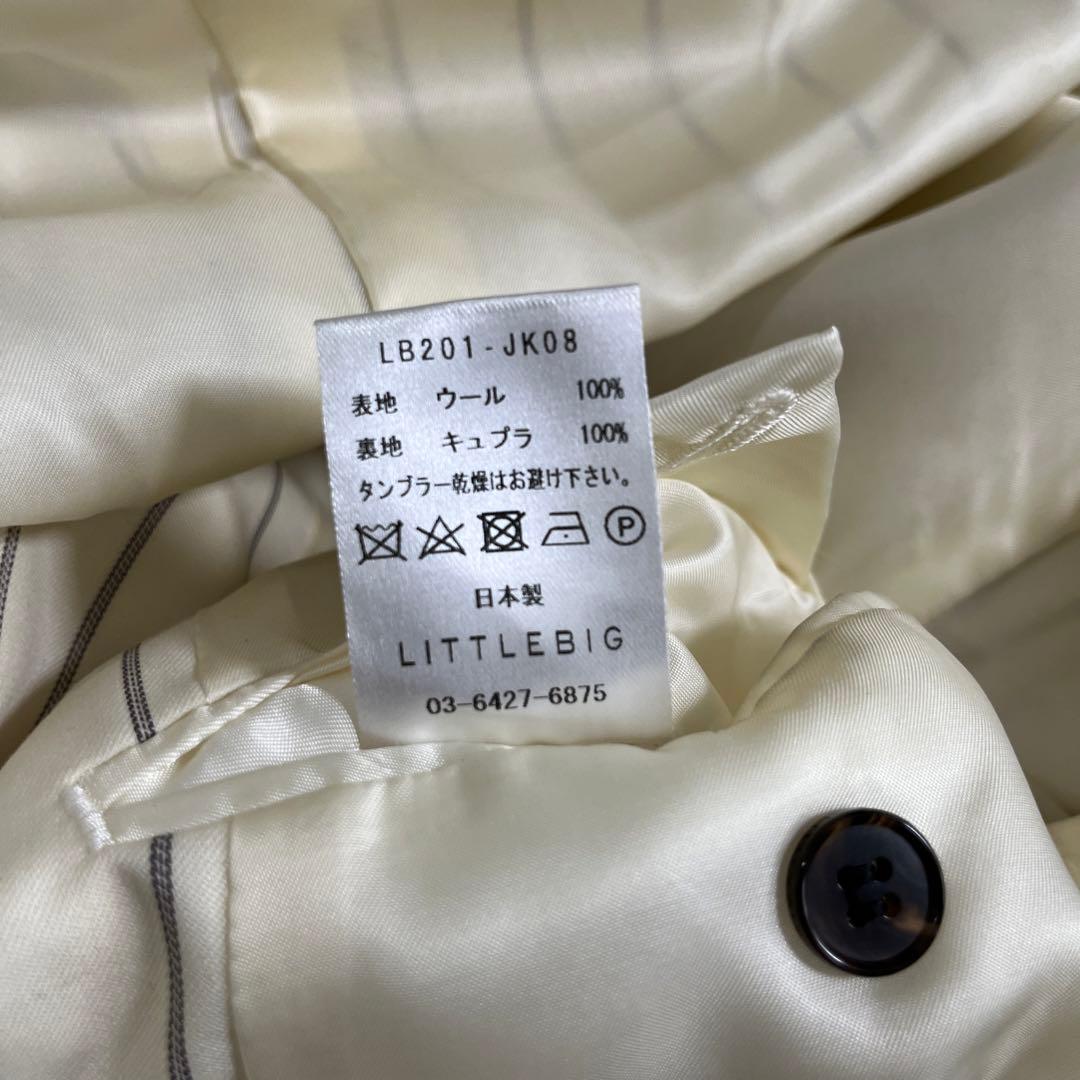 LB201-JK08
表地 ウール 100%
裏地 キュプラ 100%
タンブラー乾燥はお避け下さい。
P
日本製
LITTLEBIG
03-6427-6875